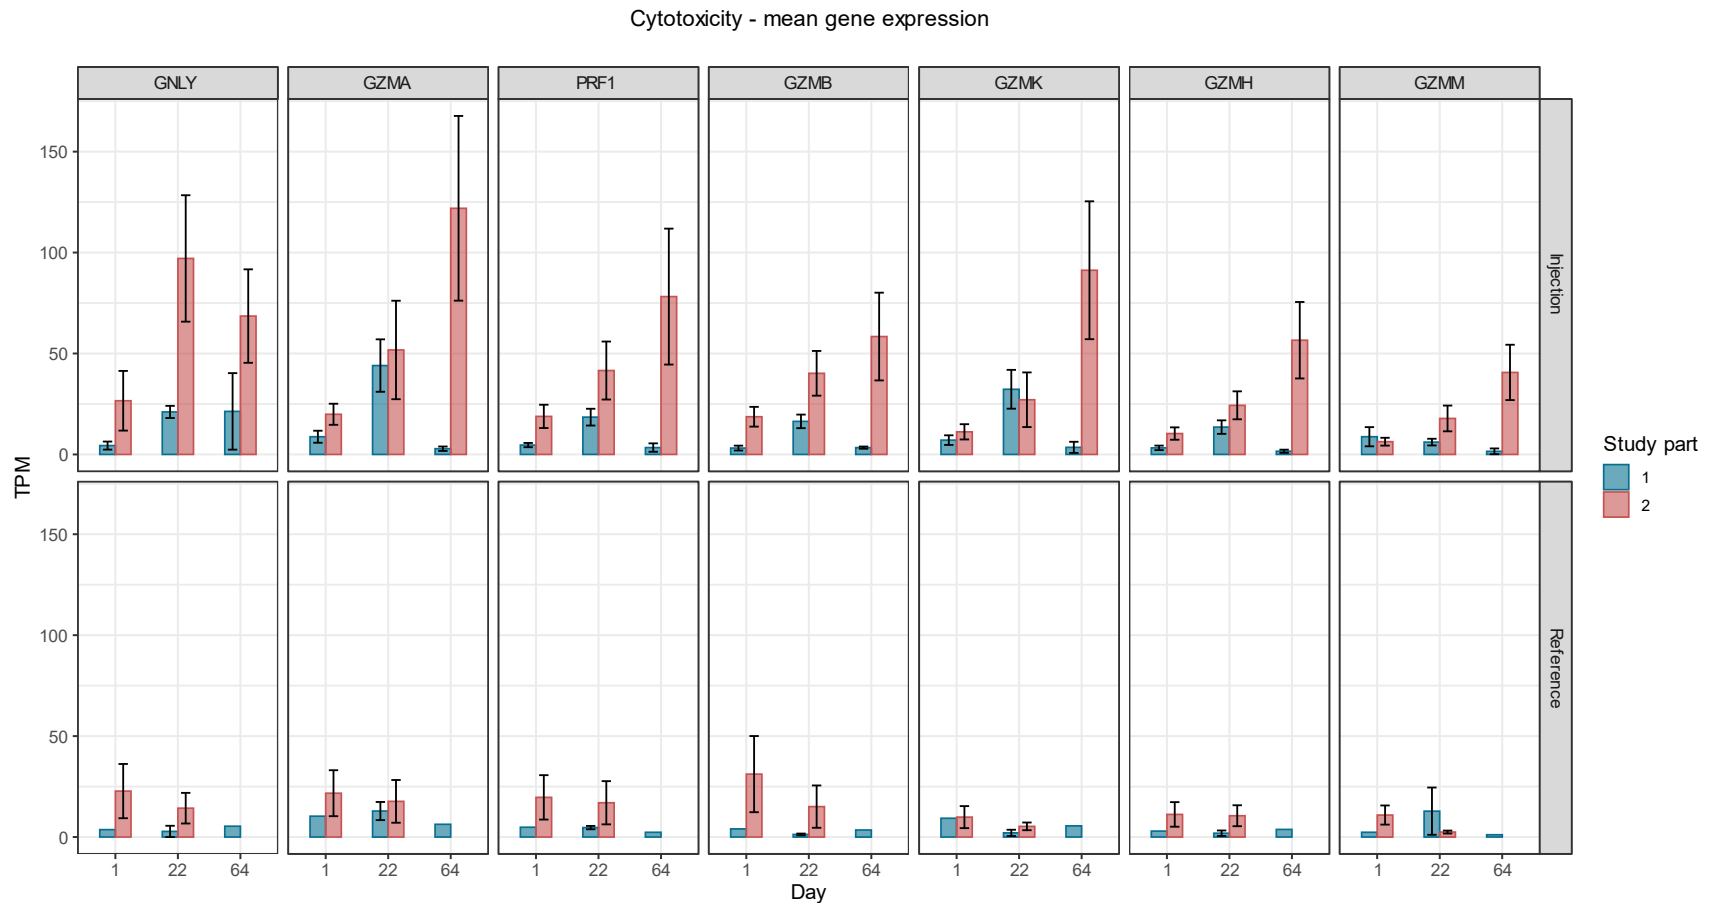 Cytotoxicity - mean gene expression
GNLY GZMA PRF1 GZMB GZMK GZMH GZMM
150
100
50
0
Injection
150
100
50
0
Reference
TPM
1 22 64 1 22 64 1 22 64 1 22 64 1 22 64 1 22 64 1 22 64
Day
Study part
1
2